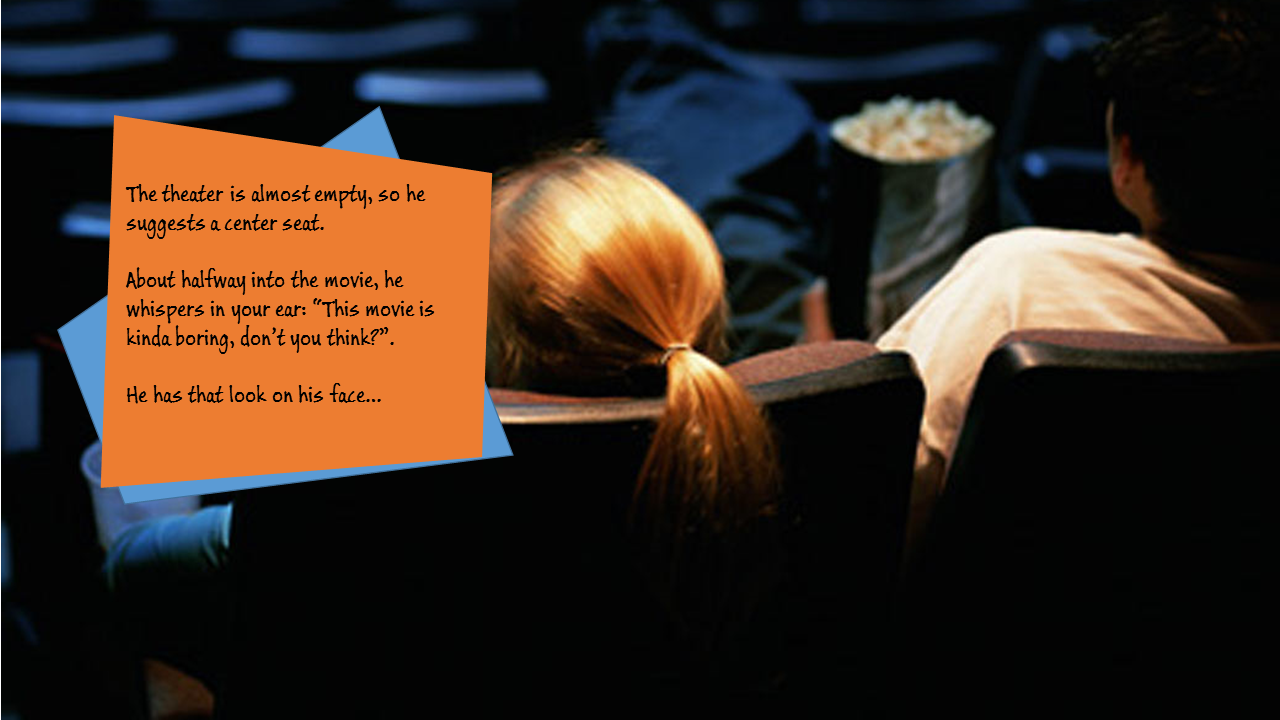 The theater is almost empty, so he
suggests a center seat.
About halfway into the movie, he
whispers in your ear: “This movie is
kinda boring, don’t you think?”.
He has that look on his face...